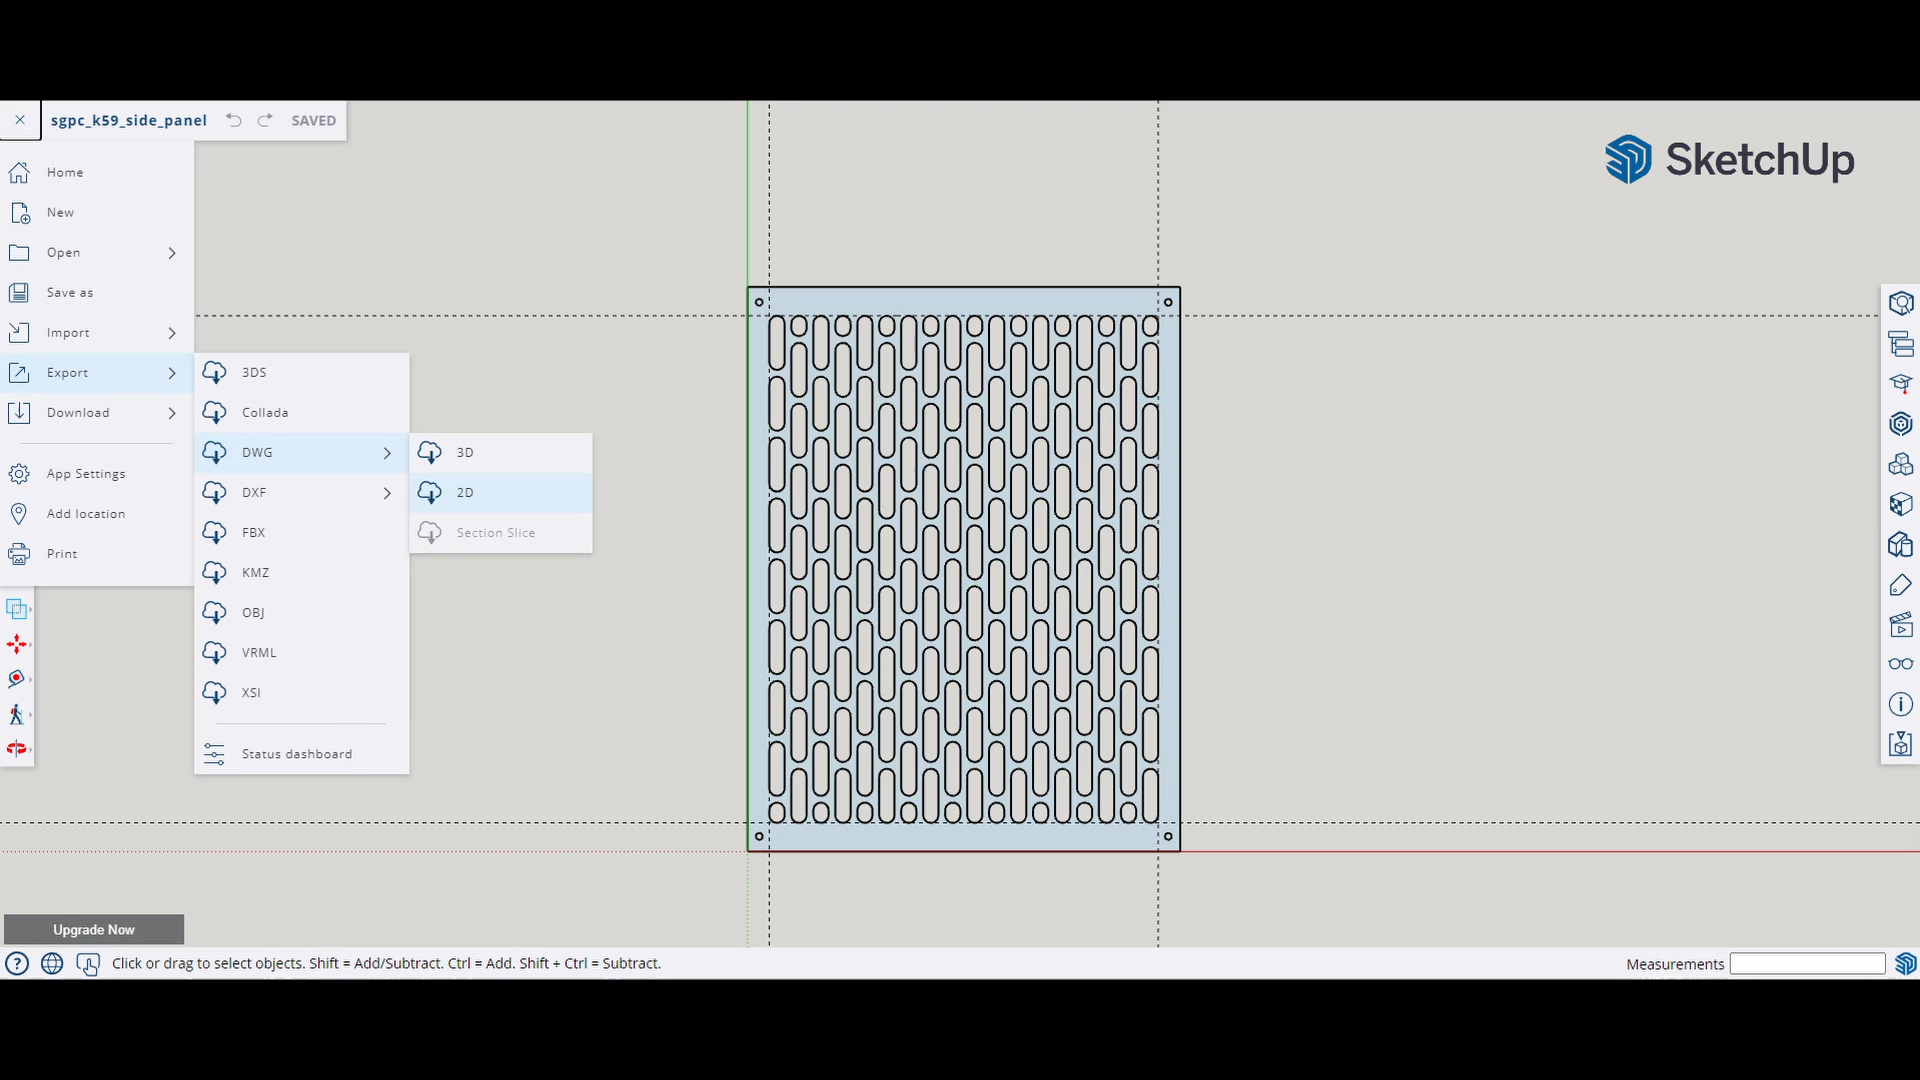 sgpc_k59_side_panel
SAVED
SketchUp
Home
New
Open
Save as
Import
Export
Download
App Settings
Add location
Print
3DS
Collada
DWG
DXF
FBX
KMZ
OBJ
VRML
XSI
Status dashboard
3D
2D
Section Slice
Upgrade Now
Click or drag to select objects. Shift = Add/Subtract. Ctrl = Add. Shift + Ctrl = Subtract.
Measurements